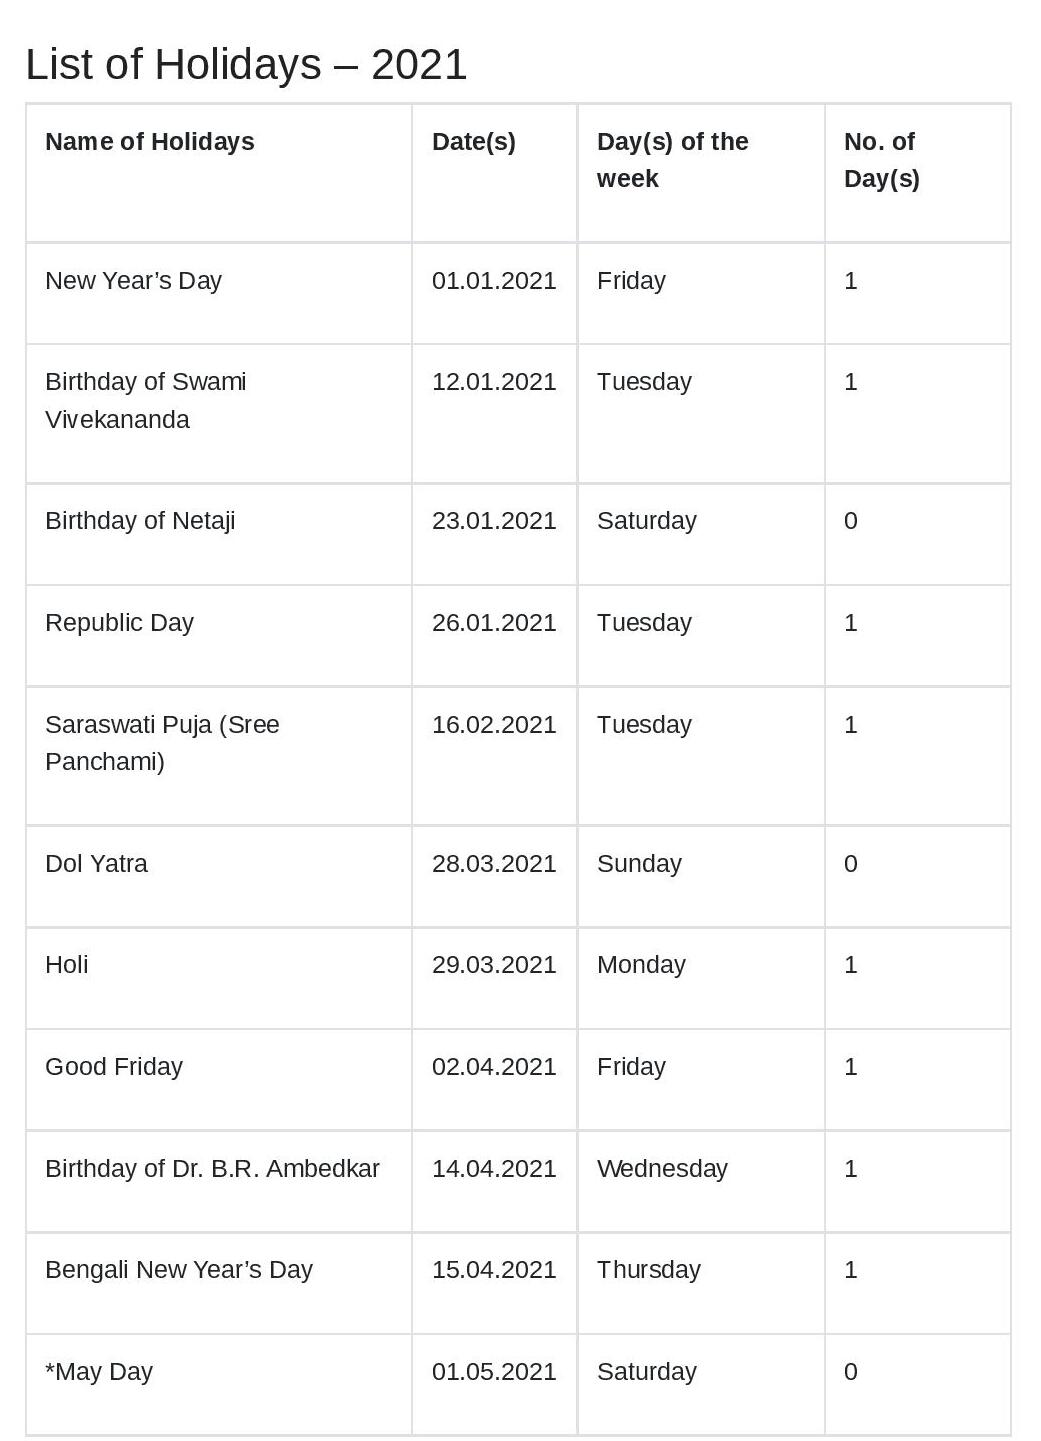 List of Holidays – 2021
Name of Holidays Date(s) Day(s) of the No. of
week Day(s)
New Year’s Day 01.01.2021 Friday 1
Birthday of Swami 12.01.2021 Tuesday 1
Vivekananda
Birthday of Netaji 23.01.2021 Saturday 0
Republic Day 26.01.2021 Tuesday 1
Saraswati Puja (Sree 16.02.2021 Tuesday 1
Panchami)
Dol Yatra 28.03.2021 Sunday 0
Holi 29.03.2021 Monday 1
Good Friday 02.04.2021 Friday 1
Birthday of Dr. B.R. Ambedkar 14.04.2021 Wednesday 1
Bengali New Year’s Day 15.04.2021 Thursday 1
*May Day 01.05.2021 Saturday 0